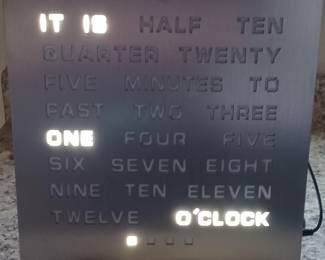 IT IS HALF TEN
QUARTER TWENTY
FIVE MINUTES TO
PAST TWO THREE
ONE FOUR FIVE
SIX SEVEN EIGHT
NINE TEN ELEVEN
TWELVE O'CLOCK